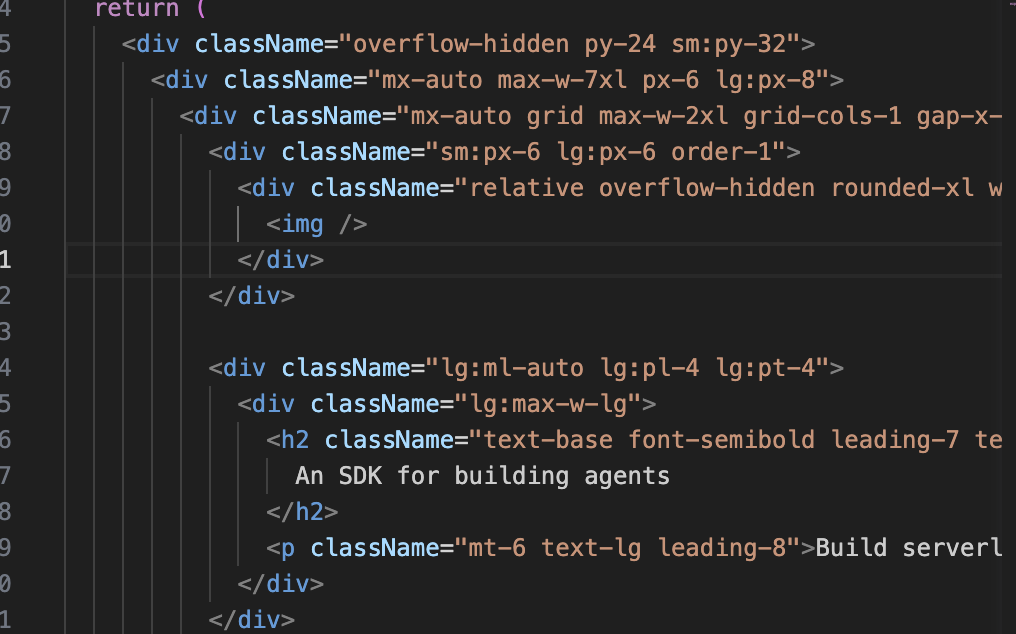 4 return (
5 <div className="overflow-hidden py-24 sm:py-32">
6 <div className="mx-auto max-w-7xl px-6 lg:px-8">
7 <div className="mx-auto grid max-w-2xl grid-cols-1 gap-x-
8 <div className="sm:px-6 lg:px-6 order-1">
9 <div className="relative overflow-hidden rounded-xl w
0 <img />
1 </div>
2 </div>
3
4 <div className="lg:ml-auto lg:pl-4 lg:pt-4">
5 <div className="lg:max-w-lg">
6 <h2 className="text-base font-semibold leading-7 te
7 An SDK for building agents
8 </h2>
9 <p className="mt-6 text-lg leading-8">Build serverl
0 </div>
1 </div>